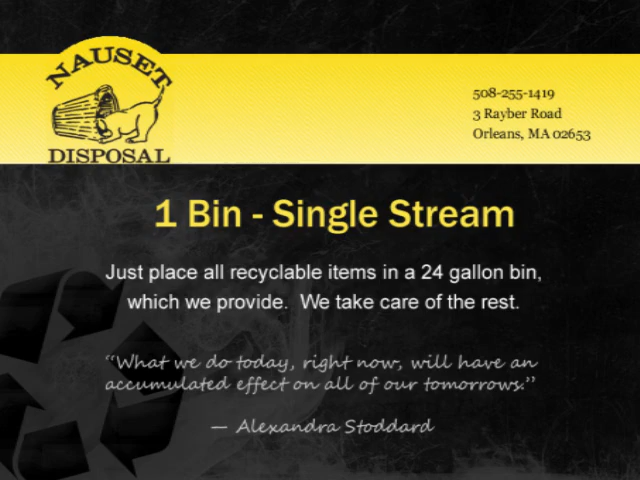 NAUSET
DISPOSAL
508-255-1419
3 Rayber Road
Orleans, MA 02653
1 Bin - Single Stream
Just place all recyclable items in a 24 gallon bin,
which we provide.  We take care of the rest.
“What we do today, right now, will have an
accumulated effect on all of our tomorrows.”
— Alexandra Stoddard